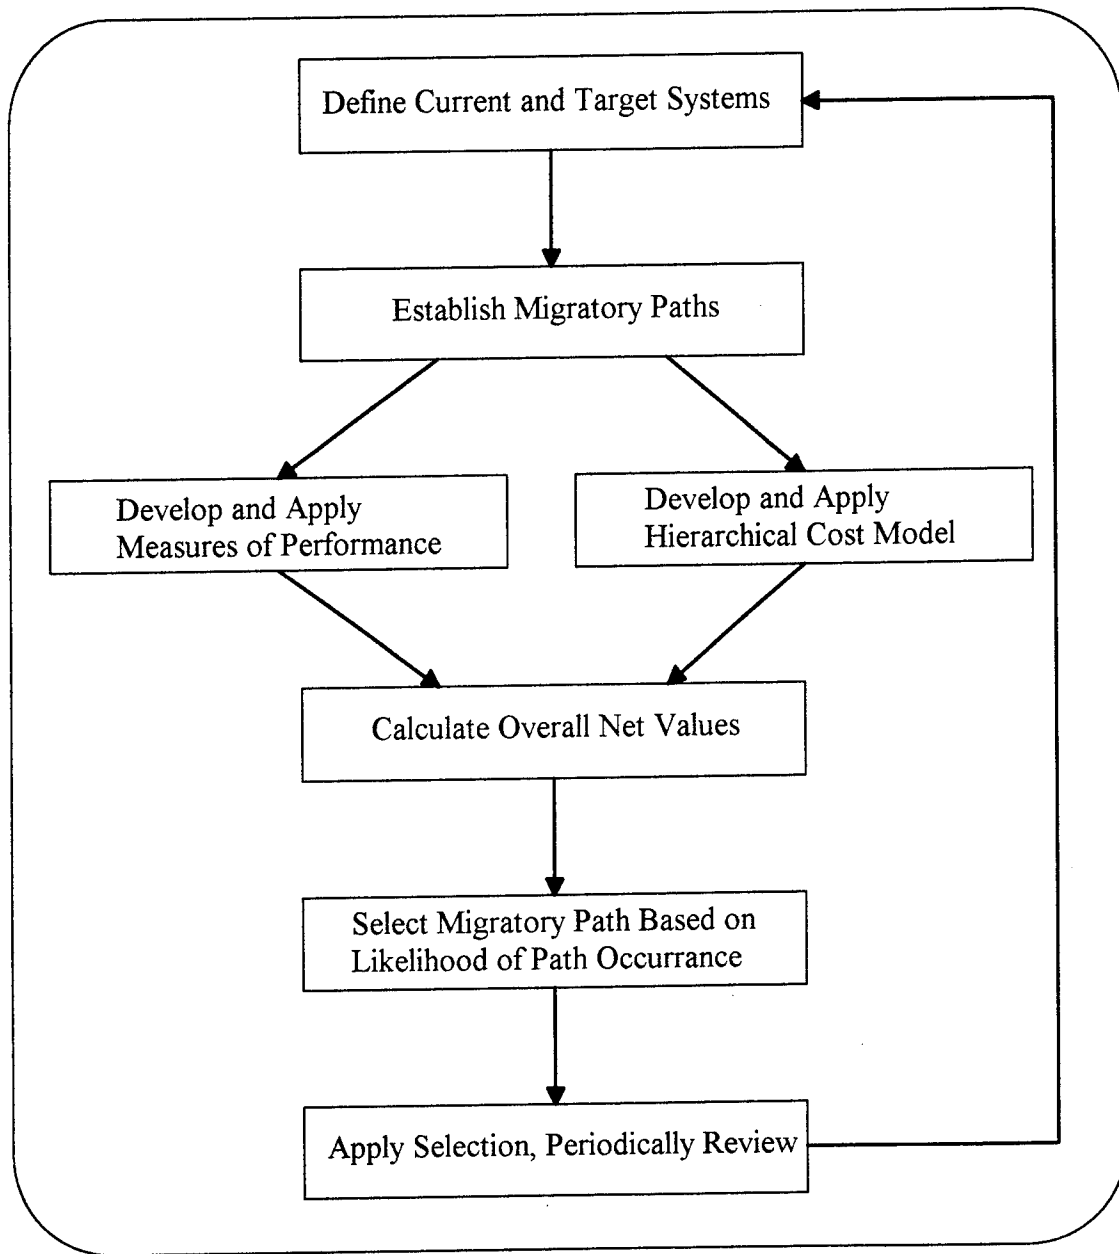 Define Current and Target Systems
Establish Migratory Paths
Develop and Apply
Measures of Performance
Develop and Apply
Hierarchical Cost Model
Calculate Overall Net Values
Select Migratory Path Based on
Likelihood of Path Occurrance
Apply Selection, Periodically Review